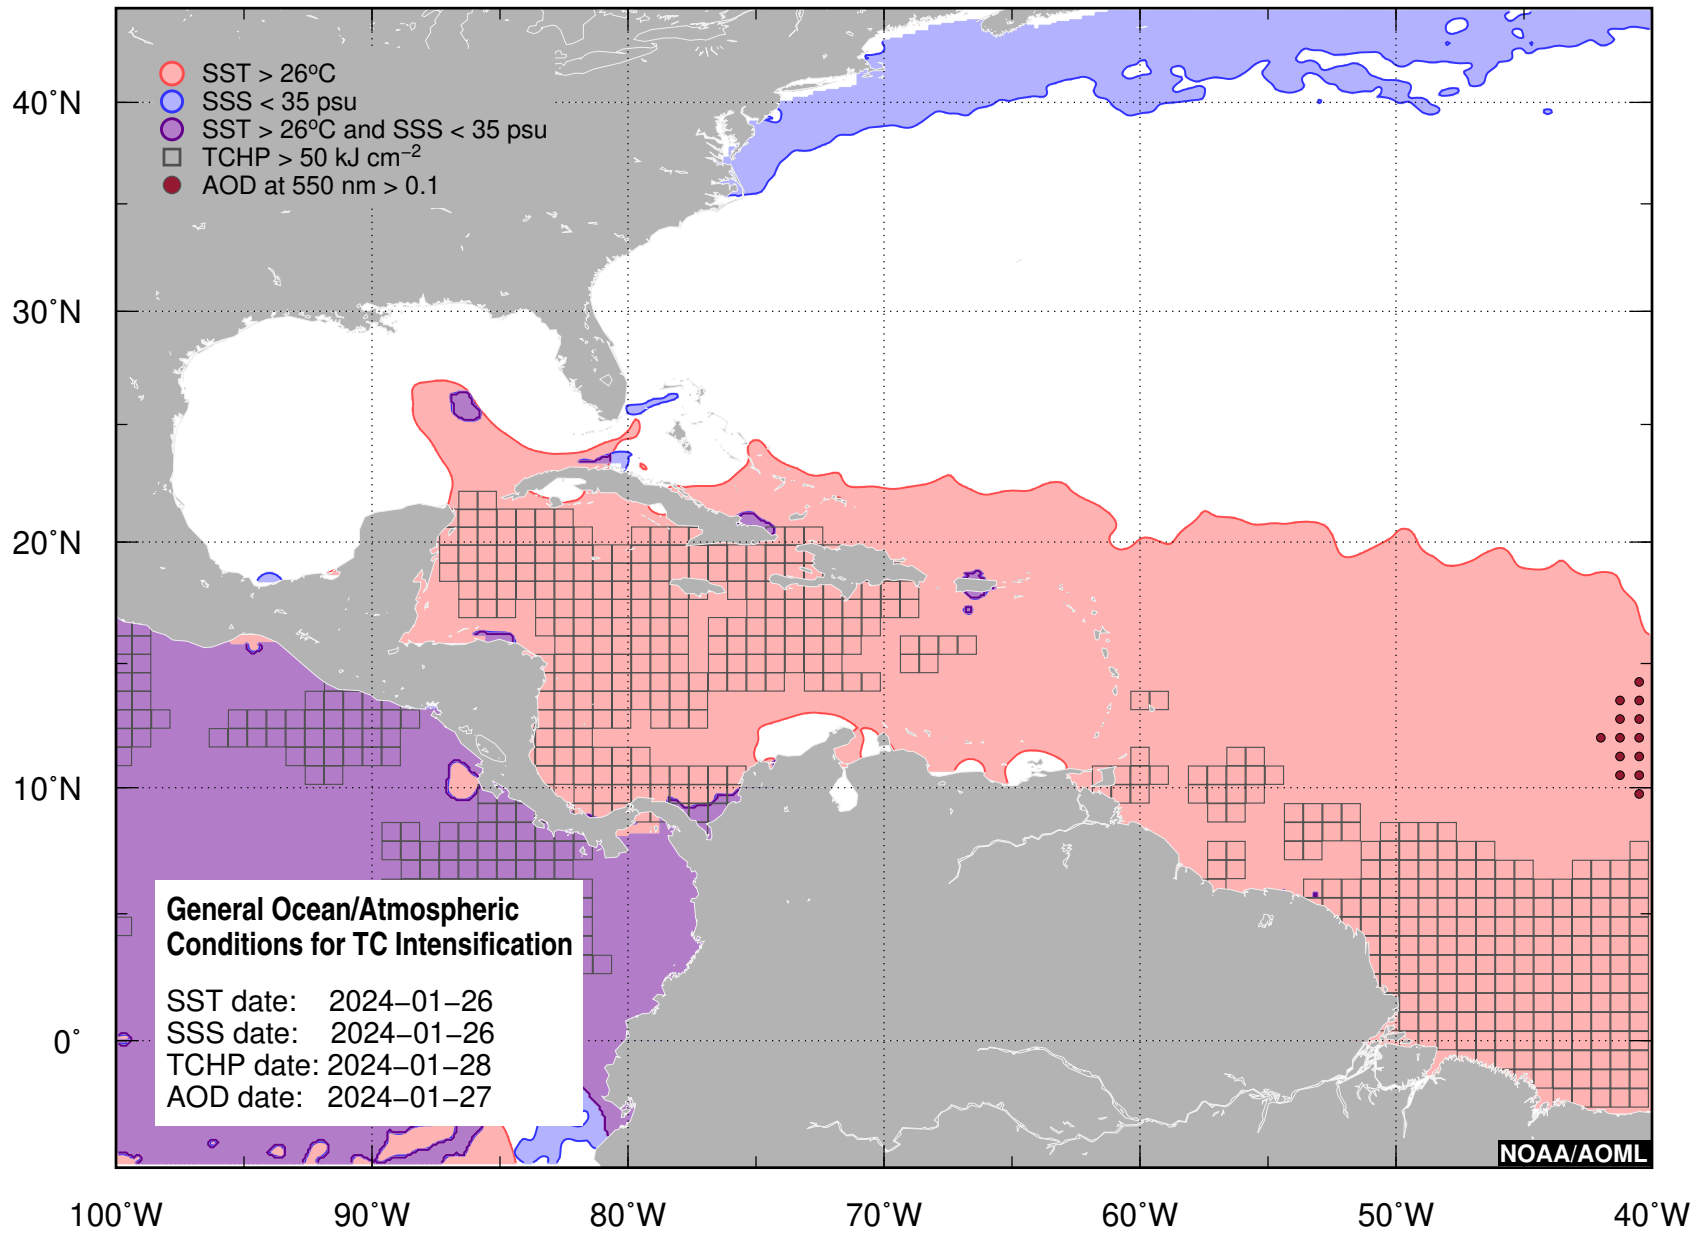 SST > 26°C
SSS < 35 psu
SST > 26°C and SSS < 35 psu
TCHP > 50 kJ cm⁻²
AOD at 550 nm > 0.1
40°N
30°N
20°N
10°N
0°
General Ocean/Atmospheric
Conditions for TC Intensification
SST date: 2024-01-26
SSS date: 2024-01-26
TCHP date: 2024-01-28
AOD date: 2024-01-27
NOAA/AOML
100°W 90°W 80°W 70°W 60°W 50°W 40°W